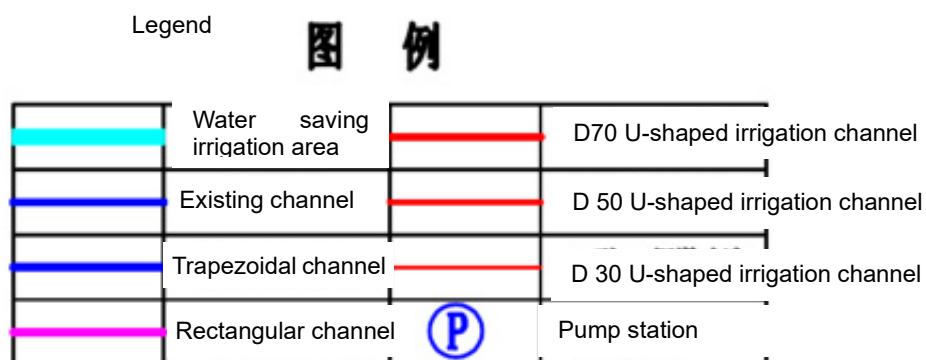 Legend
图 例
Water saving
irrigation area
D70 U-shaped irrigation channel
Existing channel
D 50 U-shaped irrigation channel
Trapezoidal channel
D 30 U-shaped irrigation channel
Rectangular channel
P
Pump station